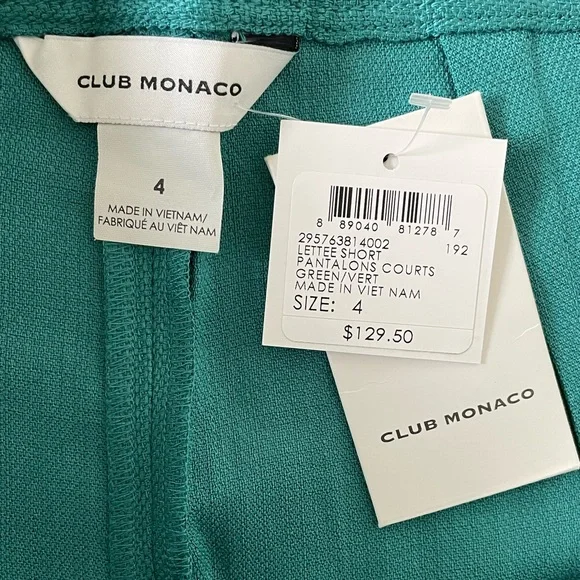 CLUB MONACO
4
MADE IN VIETNAM/
FABRIQUÉ AU VIÊT NAM
8 89040 81278 7
295763814002 192
LETTEE SHORT
PANTALONS COURTS
GREEN/VERT
MADE IN VIET NAM
SIZE: 4
$129.50
CLUB MONACO